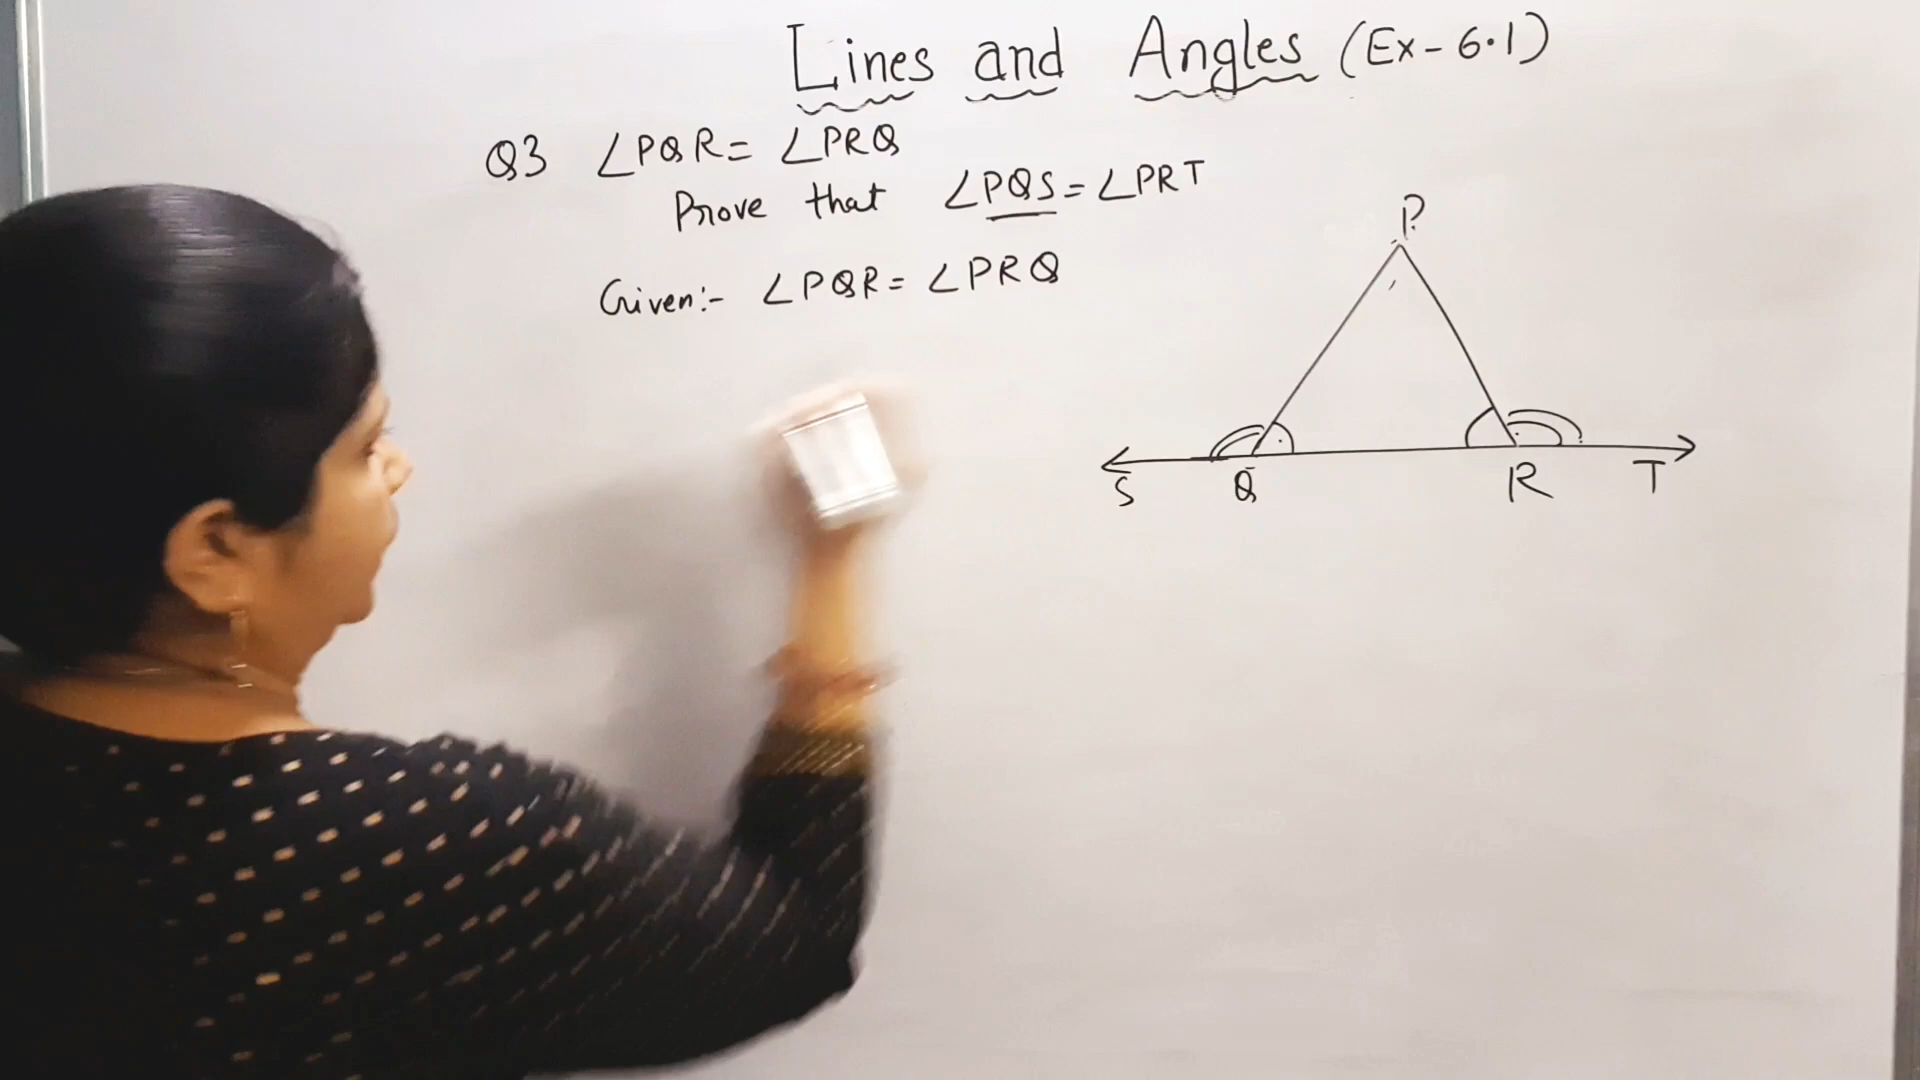 Lines and Angles (Ex-6.1)
Q3 ∠PQR = ∠PRQ
Prove that ∠PQS = ∠PRT
Given:- ∠PQR = ∠PRQ
P
S Q R T